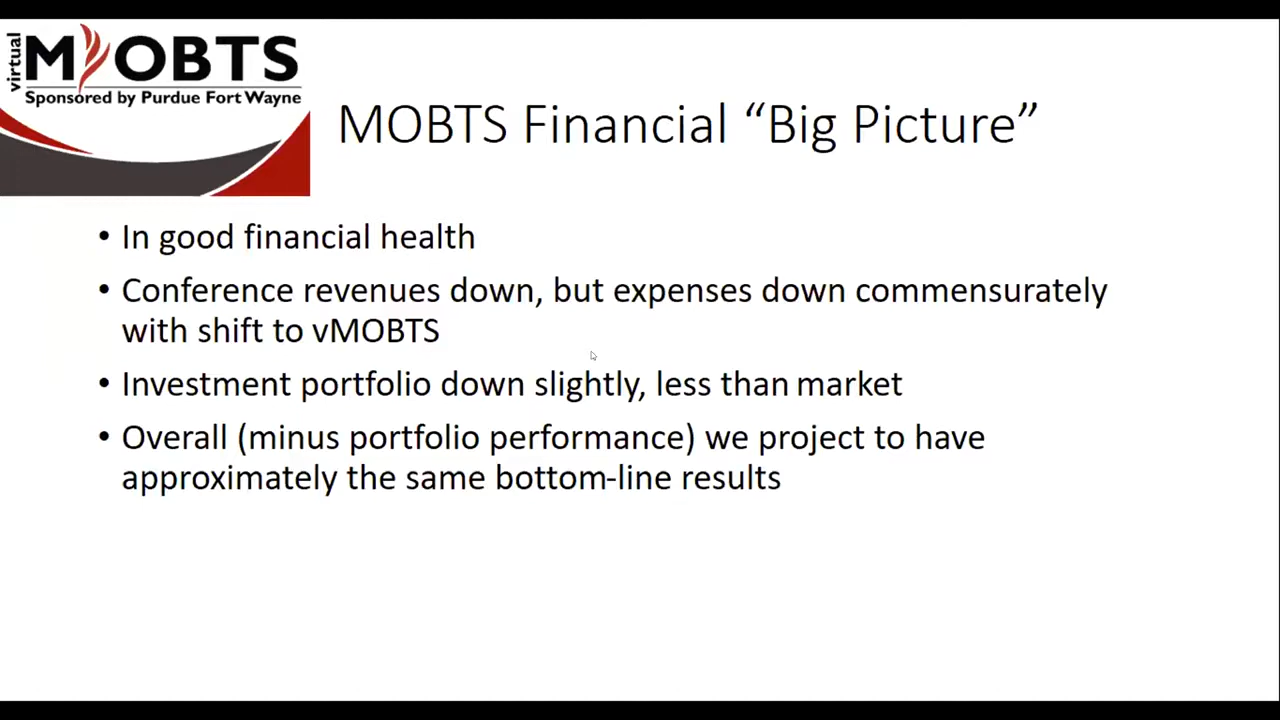 virtual
MOBTS
Sponsored by Purdue Fort Wayne
MOBTS Financial “Big Picture”
• In good financial health
• Conference revenues down, but expenses down commensurately
with shift to vMOBTS
• Investment portfolio down slightly, less than market
• Overall (minus portfolio performance) we project to have
approximately the same bottom-line results